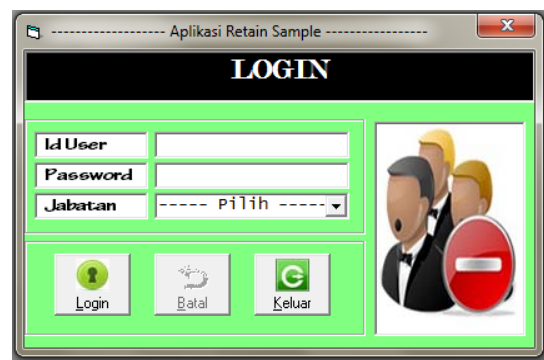 ------------------- Aplikasi Retain Sample -----------------
LOGIN
Id User
Password
Jabatan ----- Pilih -----
Login Batal Keluar